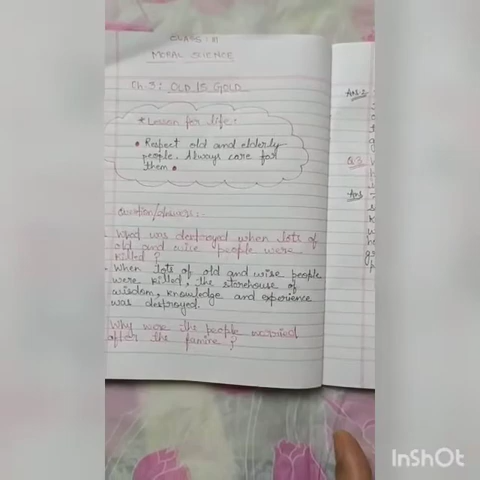 CLASS: III
MORAL SCIENCE
Ch-3: OLD IS GOLD
* Lesson for life:
• Respect old and elderly
people. Always care for
them •
Question/Answers:-
What was destroyed when lots of
old and wise people were
killed?
When lots of old and wise people
were killed, the storehouse of
wisdom, knowledge and experience
was destroyed.
Why were the people worried
after the famine?
Ans 2
Q 3
Ans
InShOt